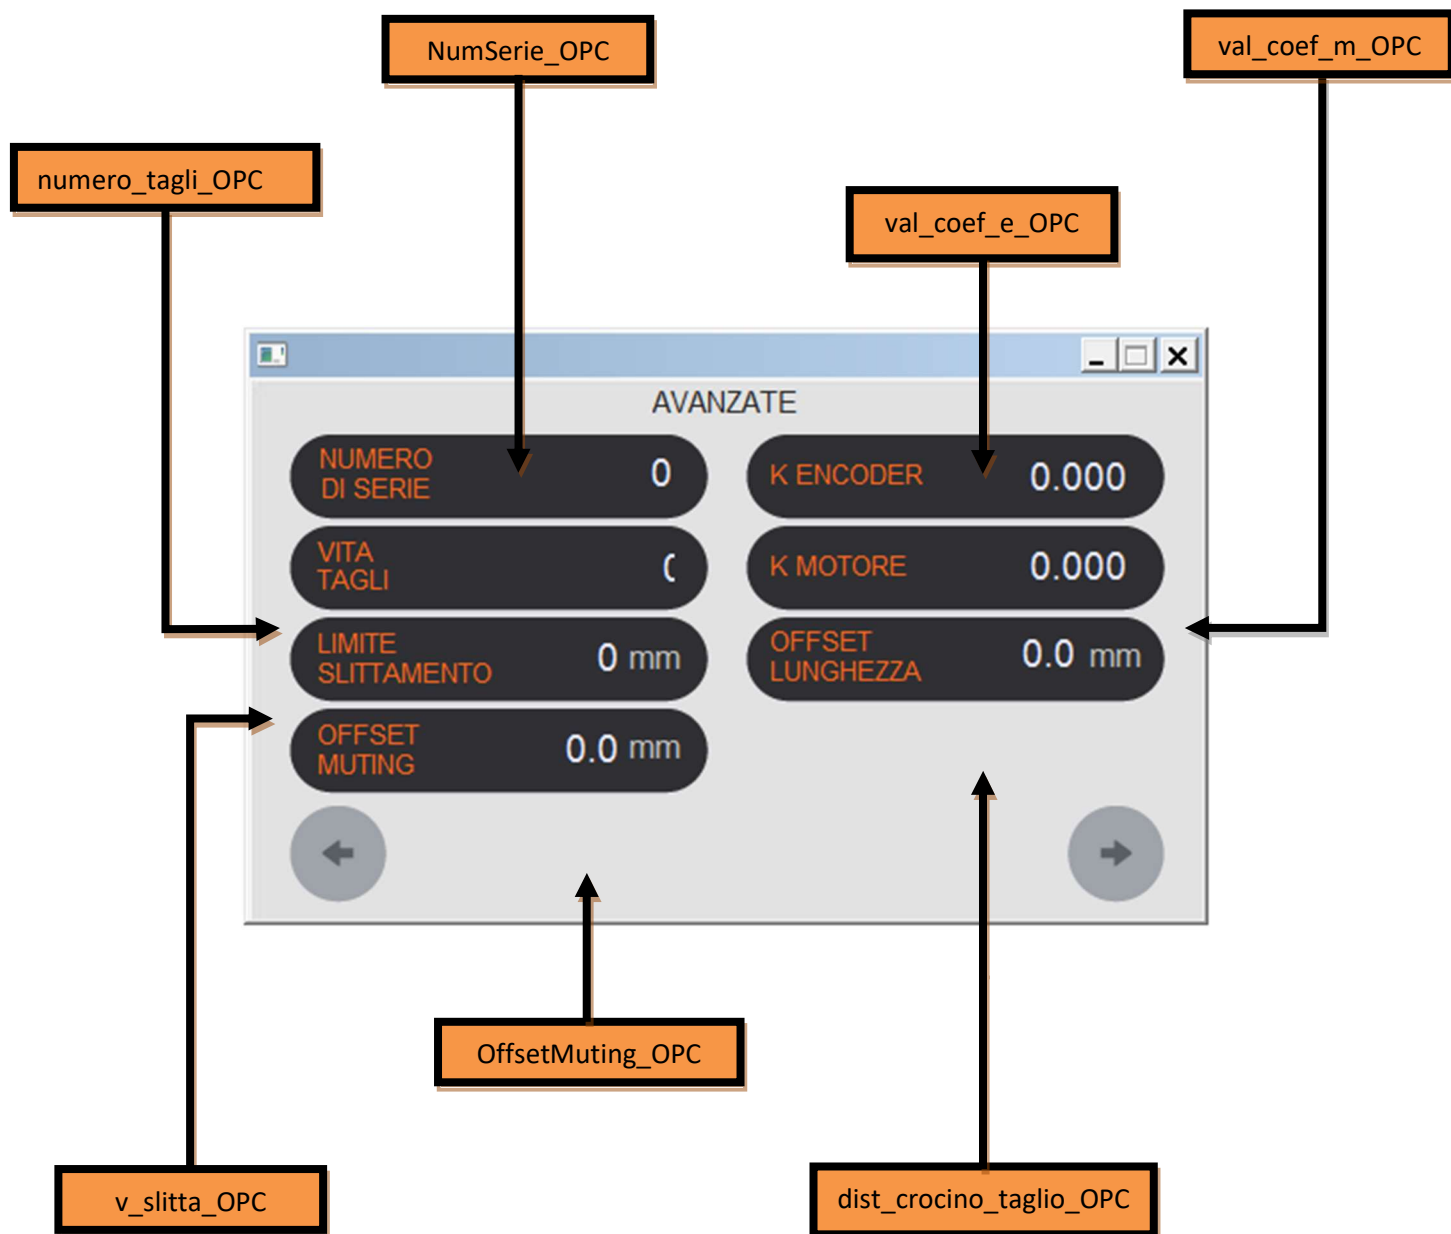 NumSerie_OPC
val_coef_m_OPC
numero_tagli_OPC
val_coef_e_OPC
AVANZATE
NUMERO
DI SERIE
0
K ENCODER
0.000
VITA
TAGLI
0
K MOTORE
0.000
LIMITE
SLITTAMENTO
0 mm
OFFSET
LUNGHEZZA
0.0 mm
OFFSET
MUTING
0.0 mm
OffsetMuting_OPC
v_slitta_OPC
dist_crocino_taglio_OPC